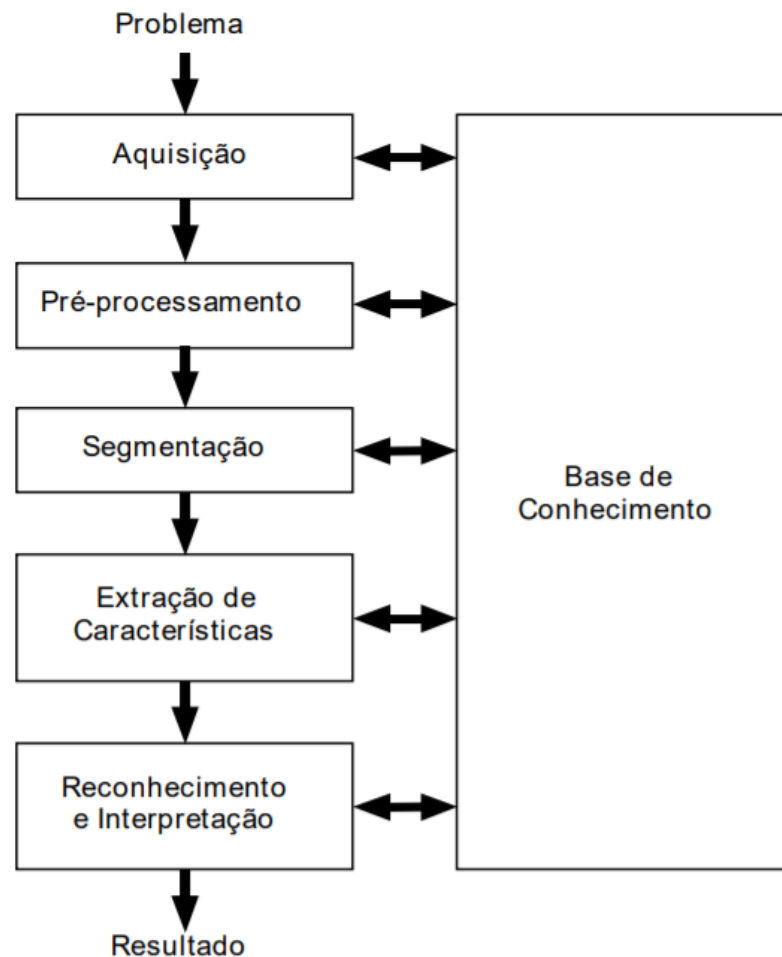 Problema
Aquisição
Pré-processamento
Segmentação
Extração de
Características
Reconhecimento
e Interpretação
Resultado
Base de
Conhecimento